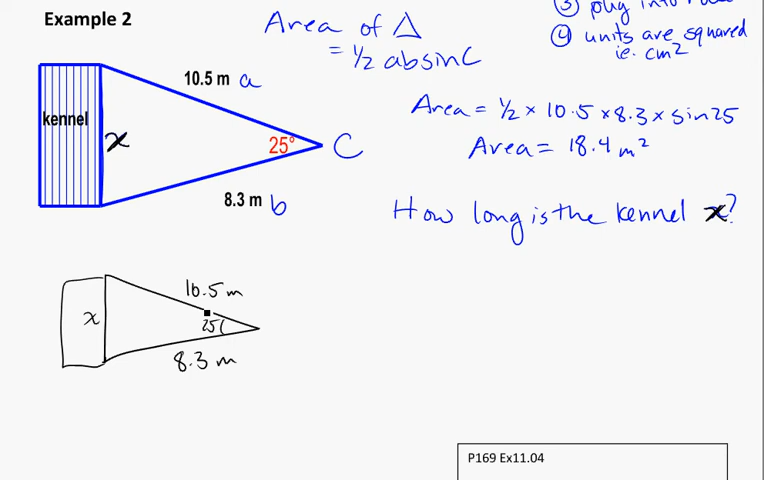 Example 2
Area of Δ
= ½ absinC
③ plug into
④ units are squared
i.e. cm²
10.5 m a
kennel
x
25° C
8.3 m b
Area = ½ × 10.5 × 8.3 × sin25
Area = 18.4 m²
How long is the kennel x?
10.5 m
x
25
8.3 m
P169 Ex11.04